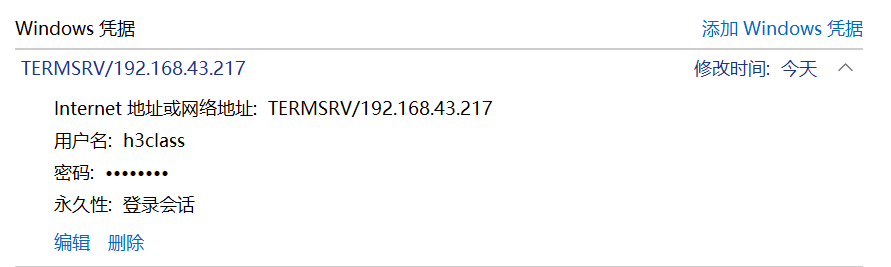 Windows 凭据 添加 Windows 凭据
TERMSRV/192.168.43.217 修改时间: 今天
Internet 地址或网络地址: TERMSRV/192.168.43.217
用户名: h3class
密码: ••••••••
永久性: 登录会话
编辑 删除